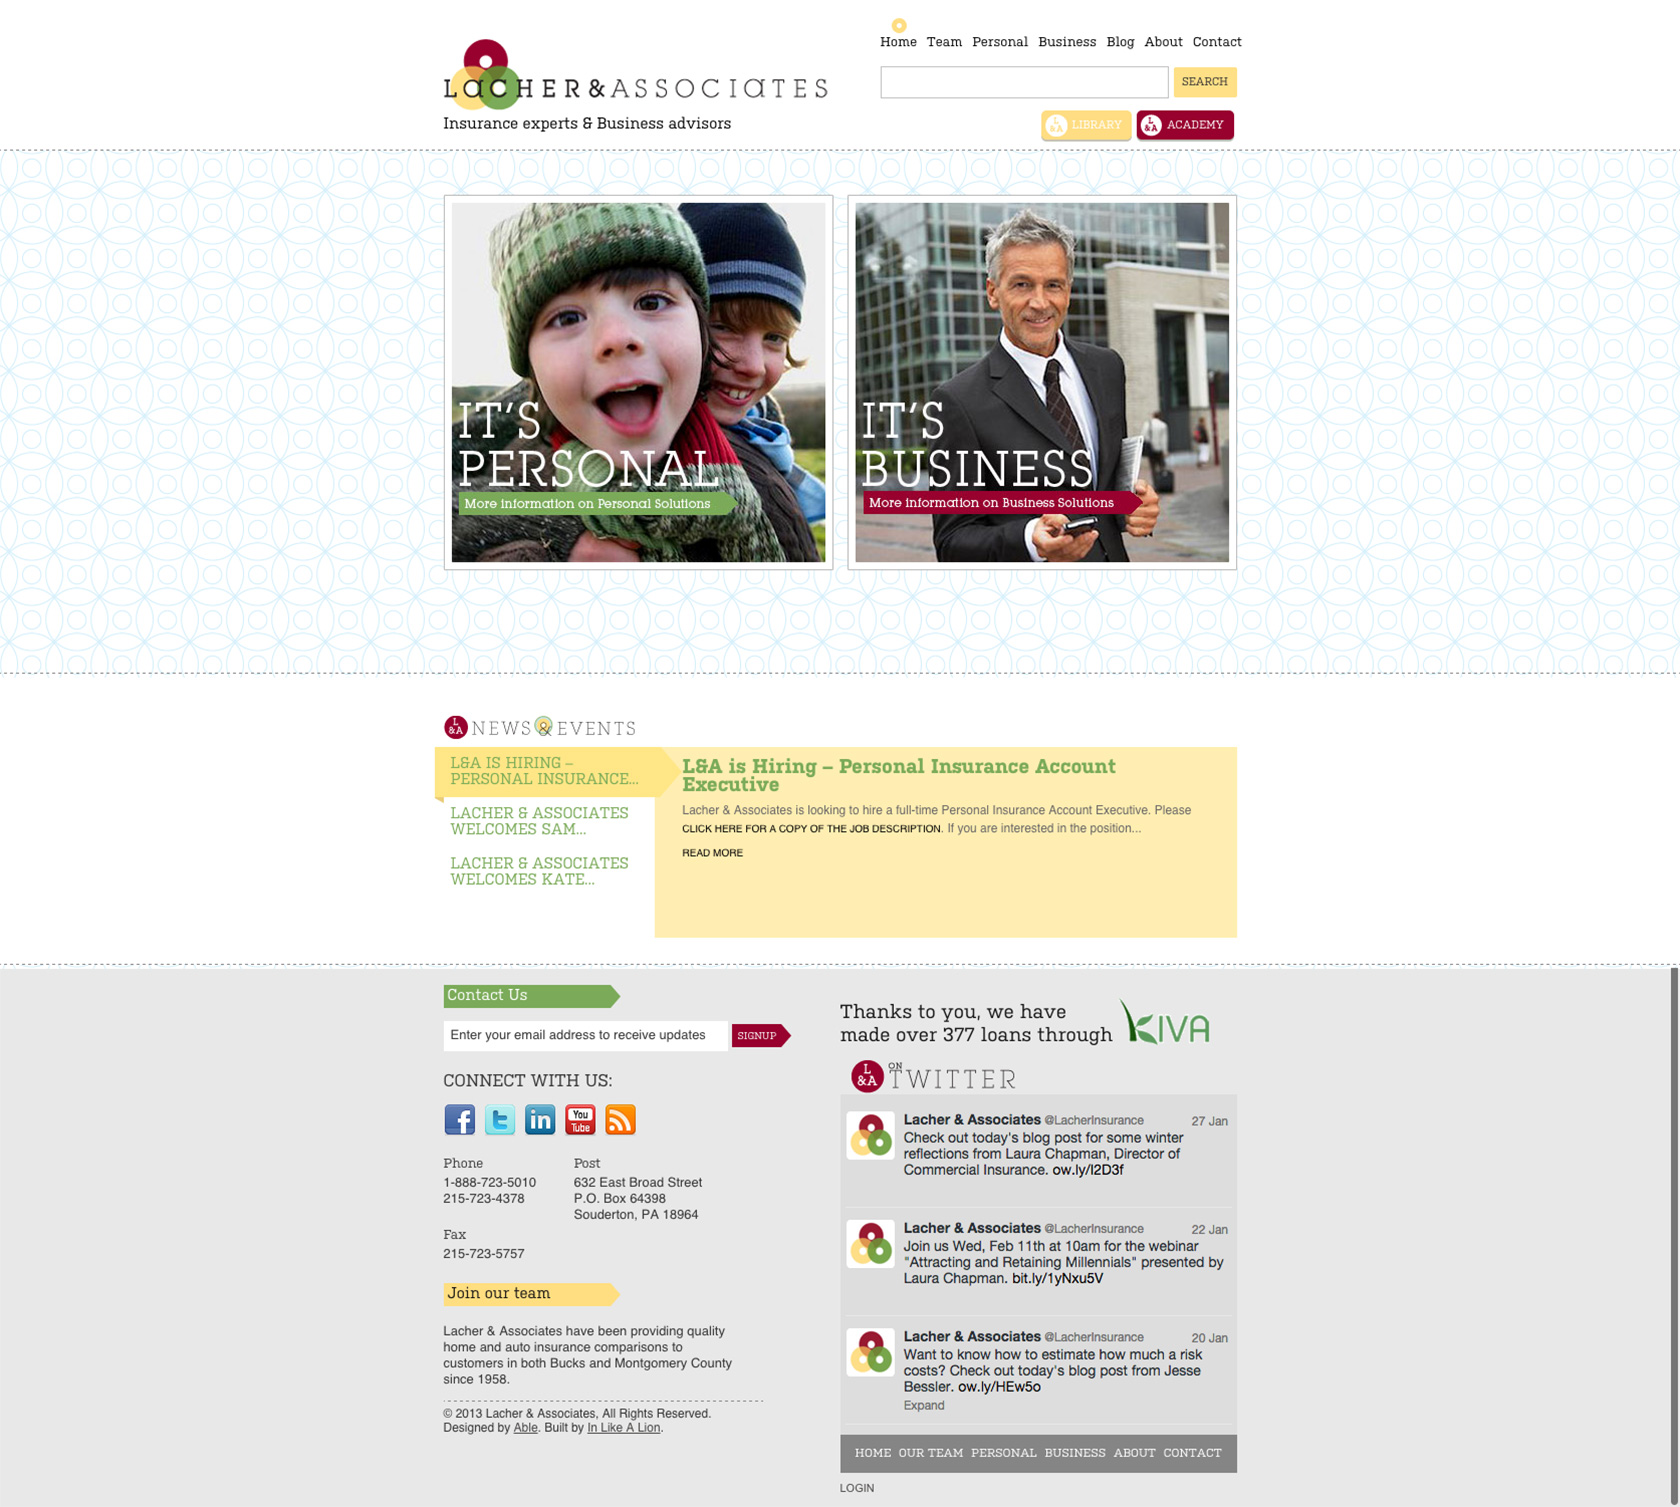 Home Team Personal Business Blog About Contact
LACHER&ASSOCIATES
SEARCH
Insurance experts & Business advisors
L &A LIBRARY
L &A ACADEMY
IT'S
PERSONAL
More information on Personal Solutions
IT'S
BUSINESS
More information on Business Solutions
L &A NEWS & EVENTS
L&A IS HIRING –
PERSONAL INSURANCE...
LACHER & ASSOCIATES
WELCOMES SAM...
LACHER & ASSOCIATES
WELCOMES KATE...
L&A is Hiring – Personal Insurance Account
Executive
Lacher & Associates is looking to hire a full-time Personal Insurance Account Executive. Please
CLICK HERE FOR A COPY OF THE JOB DESCRIPTION. If you are interested in the position...
READ MORE
Contact Us
Enter your email address to receive updates
SIGNUP
CONNECT WITH US:
f t in You Tube
Phone
1-888-723-5010
215-723-4378
Fax
215-723-5757
Post
632 East Broad Street
P.O. Box 64398
Souderton, PA 18964
Join our team
Lacher & Associates have been providing quality
home and auto insurance comparisons to
customers in both Bucks and Montgomery County
since 1958.
© 2013 Lacher & Associates, All Rights Reserved.
Designed by Able. Built by In Like A Lion.
Thanks to you, we have
made over 377 loans through KIVA
L &A ON TWITTER
Lacher & Associates @LacherInsurance 27 Jan
Check out today's blog post for some winter
reflections from Laura Chapman, Director of
Commercial Insurance. ow.ly/I2D3f
Lacher & Associates @LacherInsurance 22 Jan
Join us Wed, Feb 11th at 10am for the webinar
"Attracting and Retaining Millennials" presented by
Laura Chapman. bit.ly/1yNxu5V
Lacher & Associates @LacherInsurance 20 Jan
Want to know how to estimate how much a risk
costs? Check out today's blog post from Jesse
Bessler. ow.ly/HEw5o
Expand
HOME OUR TEAM PERSONAL BUSINESS ABOUT CONTACT
LOGIN